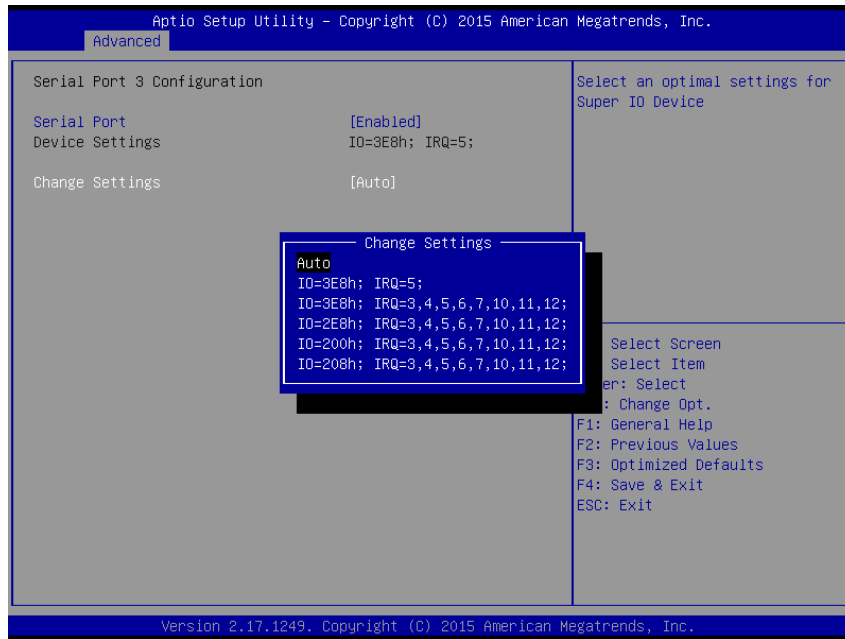 Aptio Setup Utility – Copyright (C) 2015 American Megatrends, Inc.
Advanced
Serial Port 3 Configuration
Serial Port [Enabled]
Device Settings IO=3E8h; IRQ=5;
Change Settings [Auto]
Select an optimal settings for
Super IO Device
Change Settings
Auto
IO=3E8h; IRQ=5;
IO=3E8h; IRQ=3,4,5,6,7,10,11,12;
IO=2E8h; IRQ=3,4,5,6,7,10,11,12;
IO=200h; IRQ=3,4,5,6,7,10,11,12;
IO=208h; IRQ=3,4,5,6,7,10,11,12;
Select Screen
Select Item
er: Select
: Change Opt.
F1: General Help
F2: Previous Values
F3: Optimized Defaults
F4: Save & Exit
ESC: Exit
Version 2.17.1249. Copyright (C) 2015 American Megatrends, Inc.